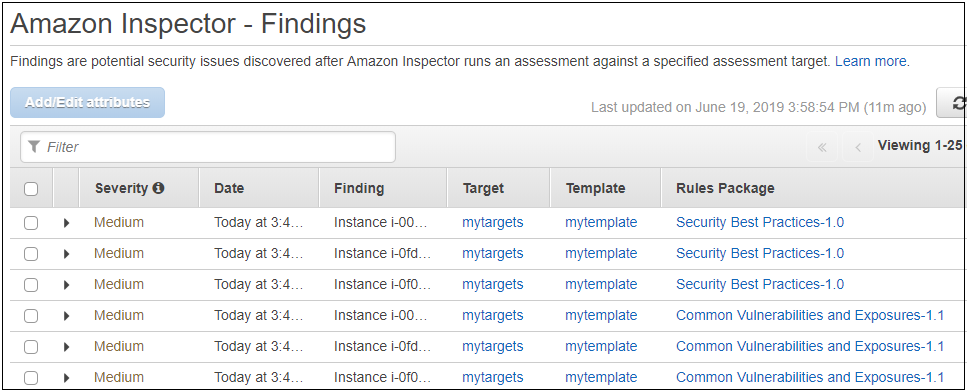 Amazon Inspector - Findings
Findings are potential security issues discovered after Amazon Inspector runs an assessment against a specified assessment target. Learn more.
Add/Edit attributes Last updated on June 19, 2019 3:58:54 PM (11m ago)
Filter « ‹ Viewing 1-25
Severity Date Finding Target Template Rules Package
Medium Today at 3:4... Instance i-00... mytargets mytemplate Security Best Practices-1.0
Medium Today at 3:4... Instance i-0fd... mytargets mytemplate Security Best Practices-1.0
Medium Today at 3:4... Instance i-0f0... mytargets mytemplate Security Best Practices-1.0
Medium Today at 3:4... Instance i-00... mytargets mytemplate Common Vulnerabilities and Exposures-1.1
Medium Today at 3:4... Instance i-0fd... mytargets mytemplate Common Vulnerabilities and Exposures-1.1
Medium Today at 3:4... Instance i-0f0... mytargets mytemplate Common Vulnerabilities and Exposures-1.1